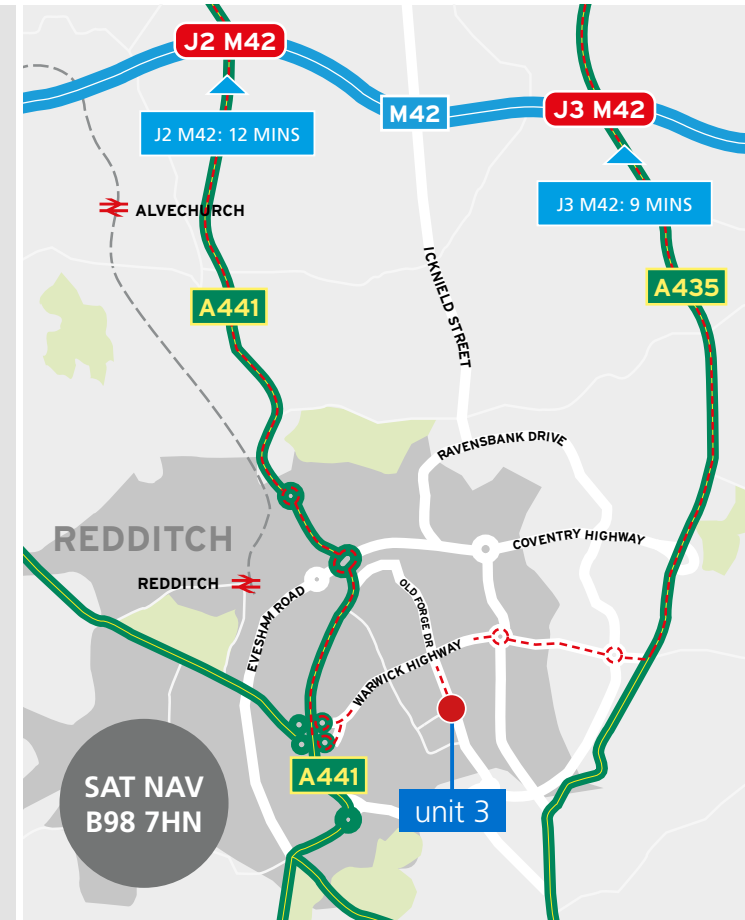 J2 M42
M42
J3 M42
J2 M42: 12 MINS
J3 M42: 9 MINS
ALVECHURCH
A441
ICKNIELD STREET
A435
RAVENSBANK DRIVE
REDDITCH
COVENTRY HIGHWAY
REDDITCH
OLD FORGE DR
EVESHAM ROAD
WARWICK HIGHWAY
A441
SAT NAV
B98 7HN
unit 3